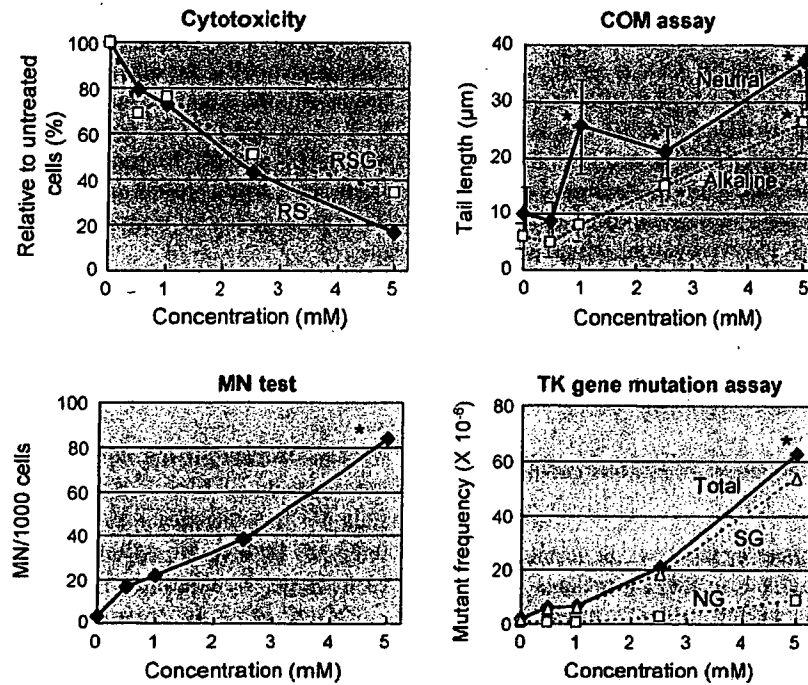 Cytotoxicity
Relative to untreated cells (%)
100
80
60
40
20
0
RSG
RS
0 1 2 3 4 5
Concentration (mM)
COM assay
Tail length (μm)
40
30
20
10
0
*
*
*
*
*
Neutral
Alkaline
0 1 2 3 4 5
Concentration (mM)
MN test
MN/1000 cells
100
80
60
40
20
0
*
0 1 2 3 4 5
Concentration (mM)
TK gene mutation assay
Mutant frequency (X 10⁻⁶)
80
60
40
20
0
*
Total
SG
NG
0 1 2 3 4 5
Concentration (mM)